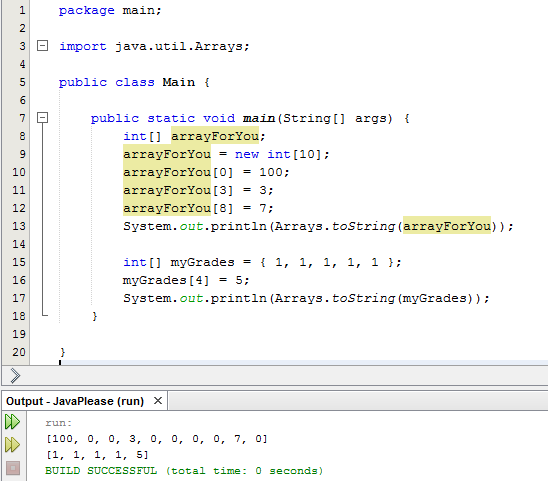 1 package main;
2
3 import java.util.Arrays;
4
5 public class Main {
6
7 public static void main(String[] args) {
8 int[] arrayForYou;
9 arrayForYou = new int[10];
10 arrayForYou[0] = 100;
11 arrayForYou[3] = 3;
12 arrayForYou[8] = 7;
13 System.out.println(Arrays.toString(arrayForYou));
14
15 int[] myGrades = { 1, 1, 1, 1, 1 };
16 myGrades[4] = 5;
17 System.out.println(Arrays.toString(myGrades));
18 }
19
20 }
Output - JavaPlease (run) ×
run:
[100, 0, 0, 3, 0, 0, 0, 0, 7, 0]
[1, 1, 1, 1, 5]
BUILD SUCCESSFUL (total time: 0 seconds)